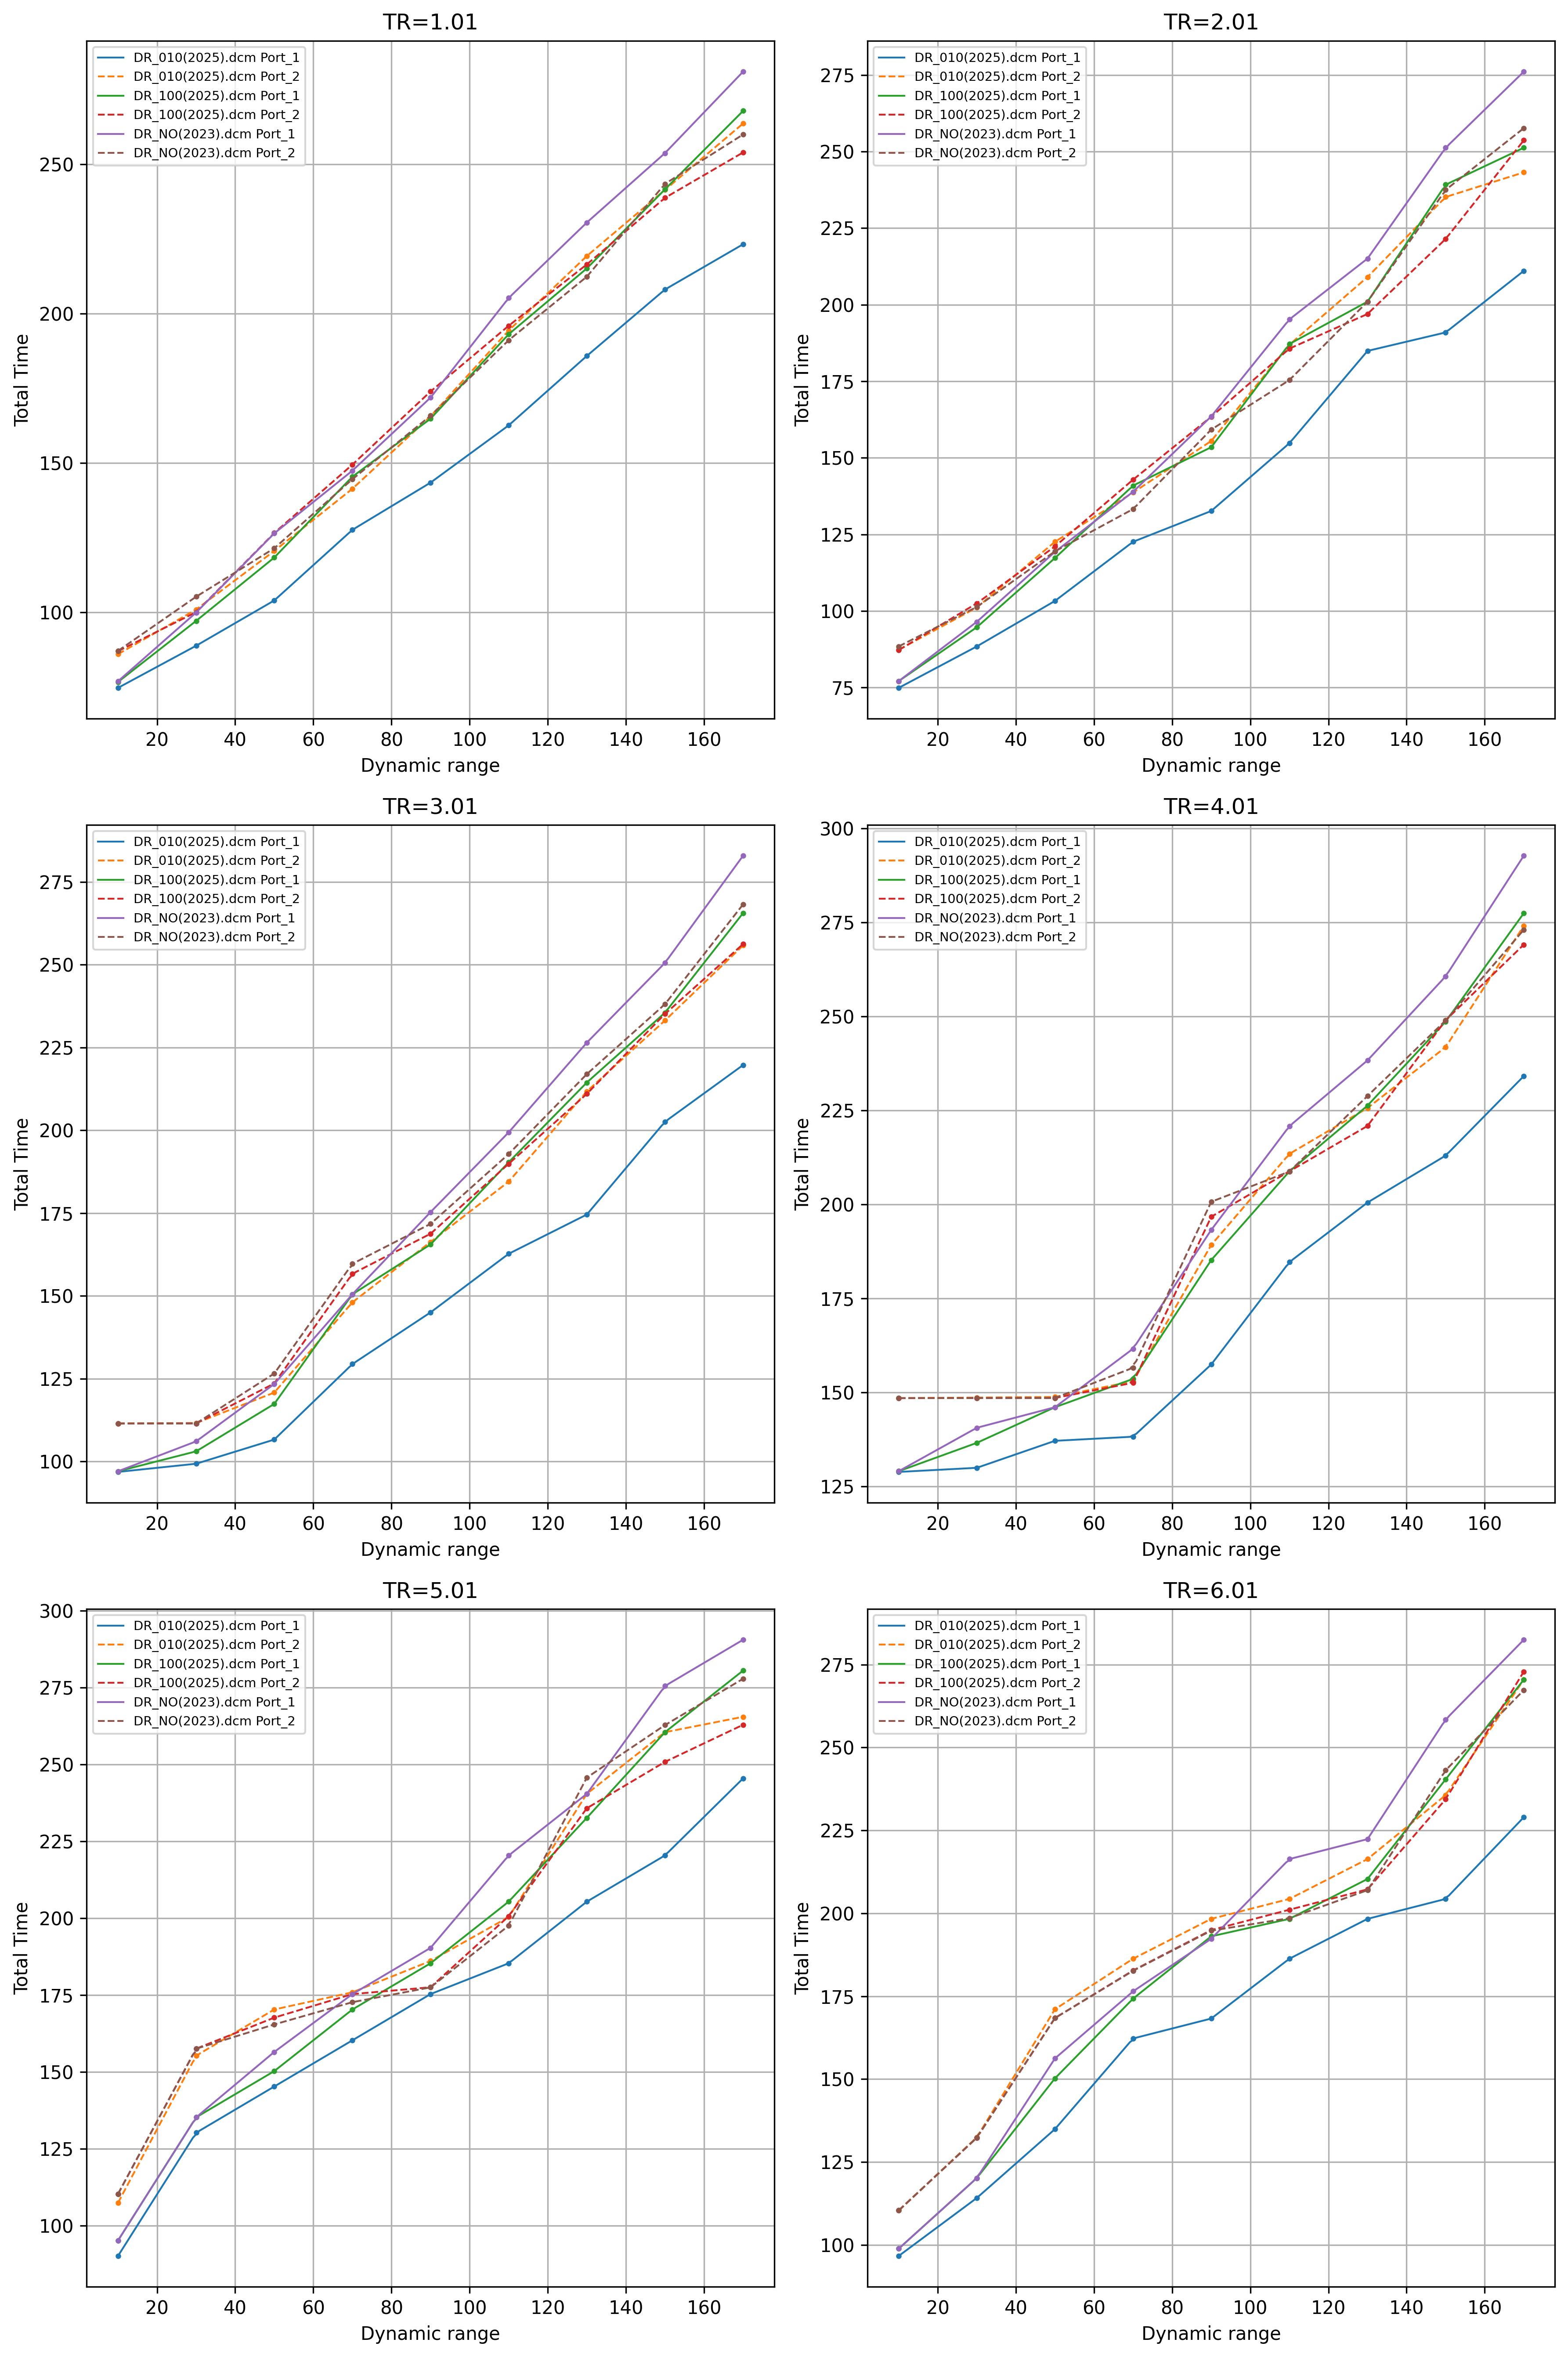 TR=1.01
DR_010(2025).dcm Port_1
DR_010(2025).dcm Port_2
DR_100(2025).dcm Port_1
DR_100(2025).dcm Port_2
DR_NO(2023).dcm Port_1
DR_NO(2023).dcm Port_2
250
200
150
100
Total Time
20 40 60 80 100 120 140 160
Dynamic range
TR=2.01
DR_010(2025).dcm Port_1
DR_010(2025).dcm Port_2
DR_100(2025).dcm Port_1
DR_100(2025).dcm Port_2
DR_NO(2023).dcm Port_1
DR_NO(2023).dcm Port_2
275
250
225
200
175
150
125
100
75
Total Time
20 40 60 80 100 120 140 160
Dynamic range
TR=3.01
DR_010(2025).dcm Port_1
DR_010(2025).dcm Port_2
DR_100(2025).dcm Port_1
DR_100(2025).dcm Port_2
DR_NO(2023).dcm Port_1
DR_NO(2023).dcm Port_2
275
250
225
200
175
150
125
100
Total Time
20 40 60 80 100 120 140 160
Dynamic range
TR=4.01
DR_010(2025).dcm Port_1
DR_010(2025).dcm Port_2
DR_100(2025).dcm Port_1
DR_100(2025).dcm Port_2
DR_NO(2023).dcm Port_1
DR_NO(2023).dcm Port_2
300
275
250
225
200
175
150
125
Total Time
20 40 60 80 100 120 140 160
Dynamic range
TR=5.01
DR_010(2025).dcm Port_1
DR_010(2025).dcm Port_2
DR_100(2025).dcm Port_1
DR_100(2025).dcm Port_2
DR_NO(2023).dcm Port_1
DR_NO(2023).dcm Port_2
300
275
250
225
200
175
150
125
100
Total Time
20 40 60 80 100 120 140 160
Dynamic range
TR=6.01
DR_010(2025).dcm Port_1
DR_010(2025).dcm Port_2
DR_100(2025).dcm Port_1
DR_100(2025).dcm Port_2
DR_NO(2023).dcm Port_1
DR_NO(2023).dcm Port_2
275
250
225
200
175
150
125
100
Total Time
20 40 60 80 100 120 140 160
Dynamic range